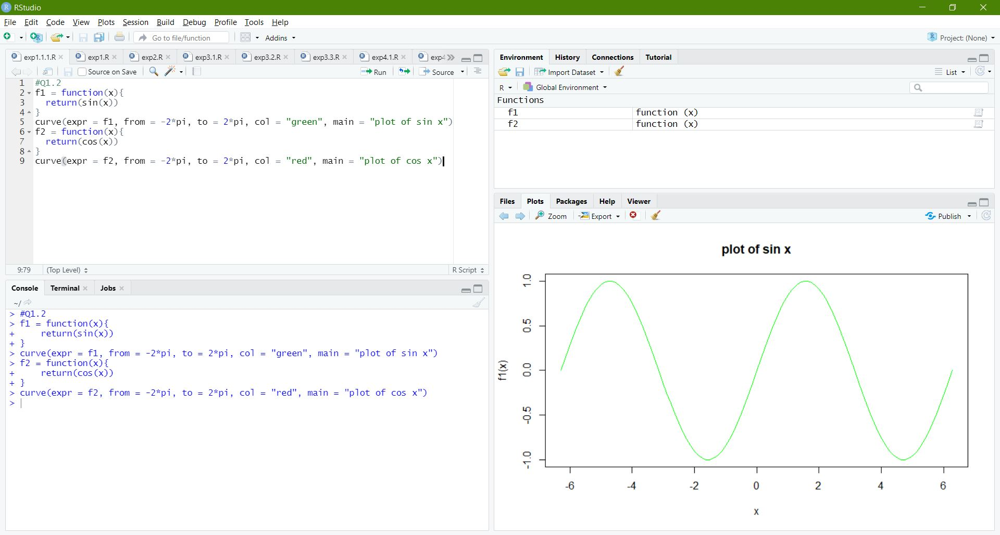 RStudio
File Edit Code View Plots Session Build Debug Profile Tools Help
Go to file/function Addins Project: (None)
exp1.1.1.R exp1.R exp2.R exp3.1.R exp3.2.R exp3.3.R exp4.1.R exp4
Source on Save Run Source
1 #Q1.2
2 f1 = function(x){
3   return(sin(x))
4 }
5 curve(expr = f1, from = -2*pi, to = 2*pi, col = "green", main = "plot of sin x")
6 f2 = function(x){
7   return(cos(x))
8 }
9 curve(expr = f2, from = -2*pi, to = 2*pi, col = "red", main = "plot of cos x")
9:79 (Top Level) R Script
Console Terminal Jobs
~/
> #Q1.2
> f1 = function(x){
+     return(sin(x))
+ }
> curve(expr = f1, from = -2*pi, to = 2*pi, col = "green", main = "plot of sin x")
> f2 = function(x){
+     return(cos(x))
+ }
> curve(expr = f2, from = -2*pi, to = 2*pi, col = "red", main = "plot of cos x")
>
Environment History Connections Tutorial
Import Dataset List
R Global Environment
Functions
f1 function (x)
f2 function (x)
Files Plots Packages Help Viewer
Zoom Export Publish
plot of sin x
1.0
0.5
0.0
-0.5
-1.0
f1(x)
-6 -4 -2 0 2 4 6
x